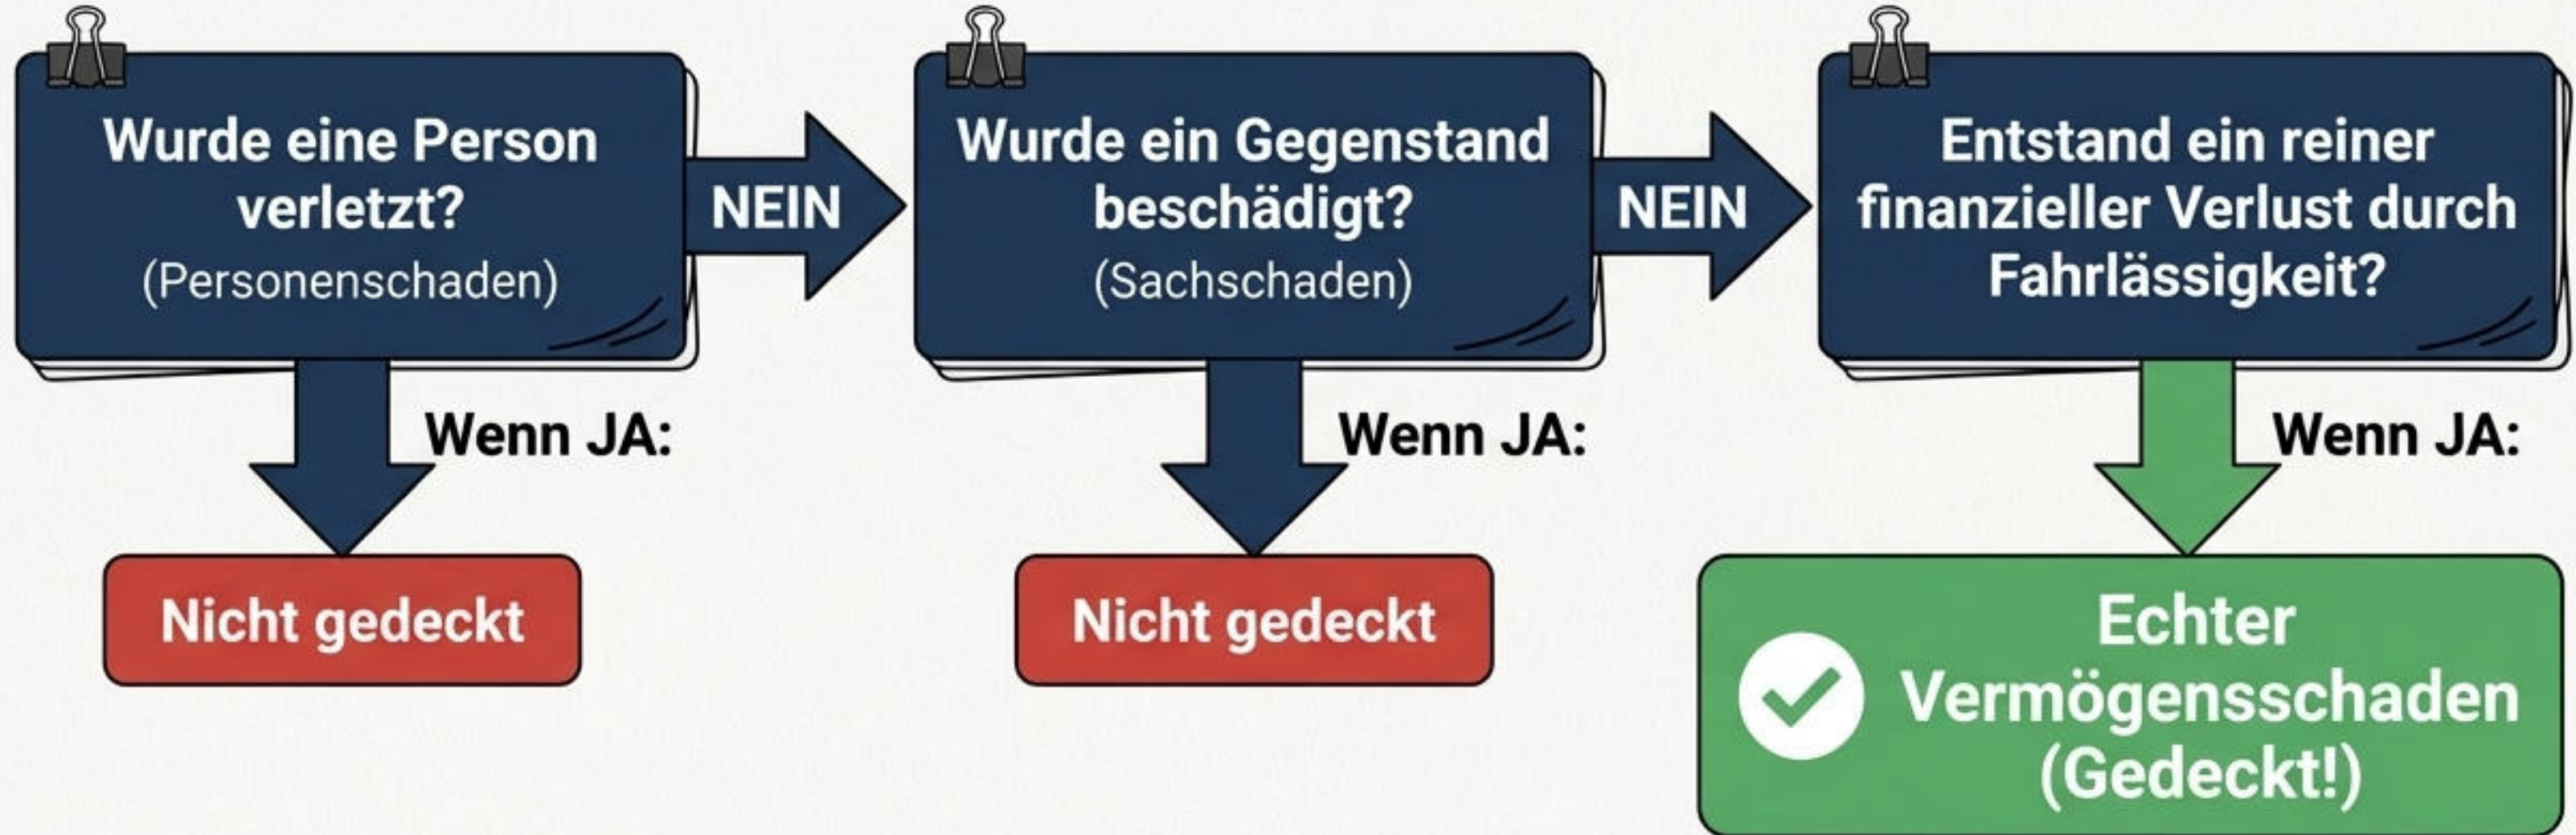 Wurde eine Person
verletzt?
(Personenschaden)
NEIN
Wurde ein Gegenstand
beschädigt?
(Sachschaden)
NEIN
Entstand ein reiner
finanzieller Verlust durch
Fahrlässigkeit?
Wenn JA:
Wenn JA:
Wenn JA:
Nicht gedeckt
Nicht gedeckt
Echter
Vermögensschaden
(Gedeckt!)